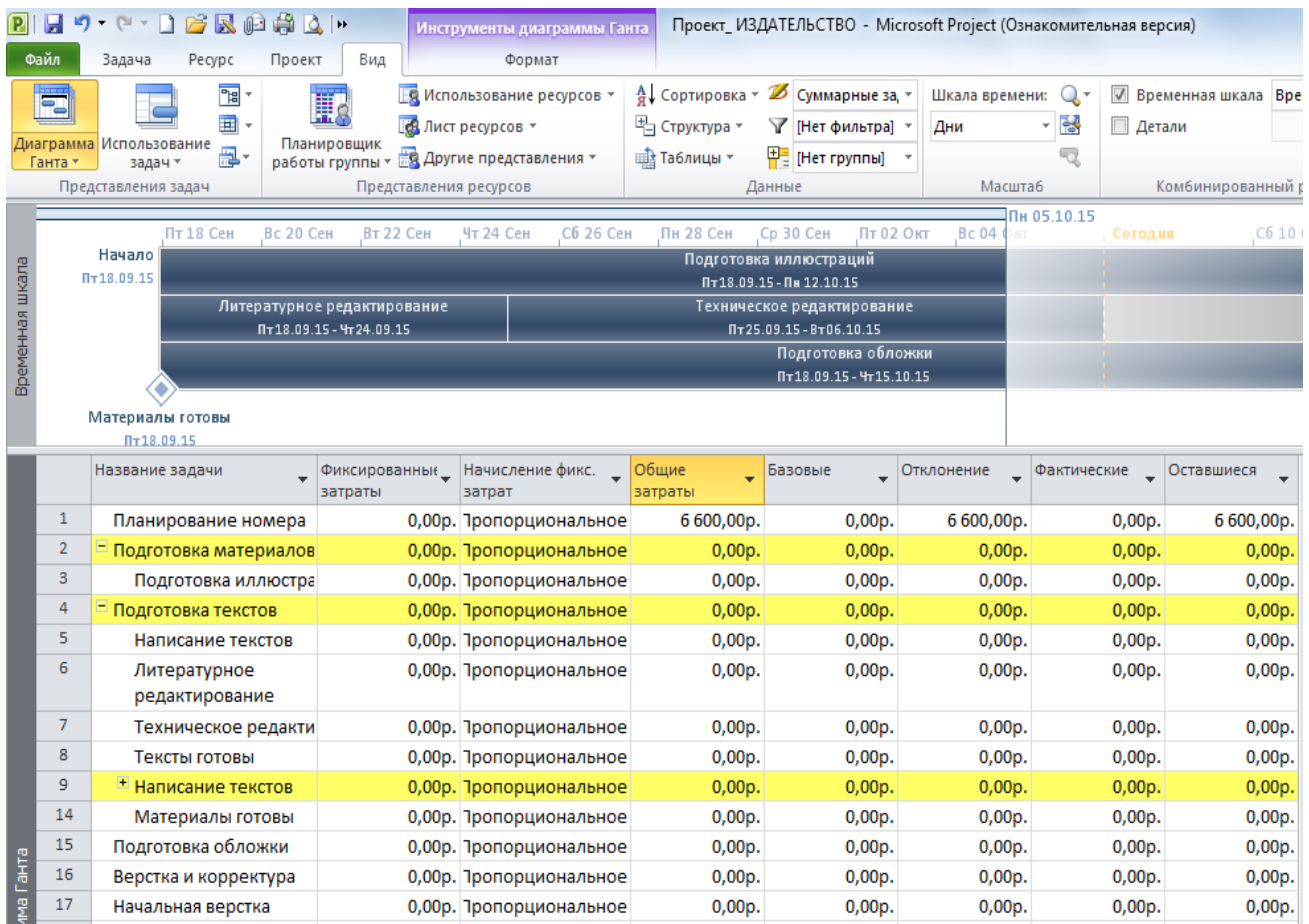 Инструменты диаграммы Ганта
Проект_ ИЗДАТЕЛЬСТВО - Microsoft Project (Ознакомительная версия)
Файл Задача Ресурс Проект Вид Формат
Диаграмма Ганта
Использование задач
Планировщик работы группы
Использование ресурсов
Лист ресурсов
Другие представления
Сортировка
Структура
Таблицы
Суммарные за
[Нет фильтра]
[Нет группы]
Шкала времени:
Дни
Временная шкала Вре
Детали
Представления задач Представления ресурсов Данные Масштаб Комбинированный р
Временная шкала
Пн 05.10.15
Пт 18 Сен Вс 20 Сен Вт 22 Сен Чт 24 Сен Сб 26 Сен Пн 28 Сен Ср 30 Сен Пт 02 Окт Вс 04 Окт Сегодня Сб 10
Начало
Пт18.09.15
Подготовка иллюстраций
Пт18.09.15 - Пн 12.10.15
Литературное редактирование
Пт18.09.15 - Чт24.09.15
Техническое редактирование
Пт25.09.15 - Вт06.10.15
Подготовка обложки
Пт18.09.15 - Чт15.10.15
Материалы готовы
Пт18.09.15
Название задачи Фиксированные затраты Начисление фикс. затрат Общие затраты Базовые Отклонение Фактические Оставшиеся
1 Планирование номера 0,00р. Пропорциональное 6 600,00р. 0,00р. 6 600,00р. 0,00р. 6 600,00р.
2 Подготовка материалов 0,00р. Пропорциональное 0,00р. 0,00р. 0,00р. 0,00р. 0,00р.
3 Подготовка иллюстра 0,00р. Пропорциональное 0,00р. 0,00р. 0,00р. 0,00р. 0,00р.
4 Подготовка текстов 0,00р. Пропорциональное 0,00р. 0,00р. 0,00р. 0,00р. 0,00р.
5 Написание текстов 0,00р. Пропорциональное 0,00р. 0,00р. 0,00р. 0,00р. 0,00р.
6 Литературное редактирование 0,00р. Пропорциональное 0,00р. 0,00р. 0,00р. 0,00р. 0,00р.
7 Техническое редакти 0,00р. Пропорциональное 0,00р. 0,00р. 0,00р. 0,00р. 0,00р.
8 Тексты готовы 0,00р. Пропорциональное 0,00р. 0,00р. 0,00р. 0,00р. 0,00р.
9 Написание текстов 0,00р. Пропорциональное 0,00р. 0,00р. 0,00р. 0,00р. 0,00р.
14 Материалы готовы 0,00р. Пропорциональное 0,00р. 0,00р. 0,00р. 0,00р. 0,00р.
15 Подготовка обложки 0,00р. Пропорциональное 0,00р. 0,00р. 0,00р. 0,00р. 0,00р.
16 Верстка и корректура 0,00р. Пропорциональное 0,00р. 0,00р. 0,00р. 0,00р. 0,00р.
17 Начальная верстка 0,00р. Пропорциональное 0,00р. 0,00р. 0,00р. 0,00р. 0,00р.
мма Ганта